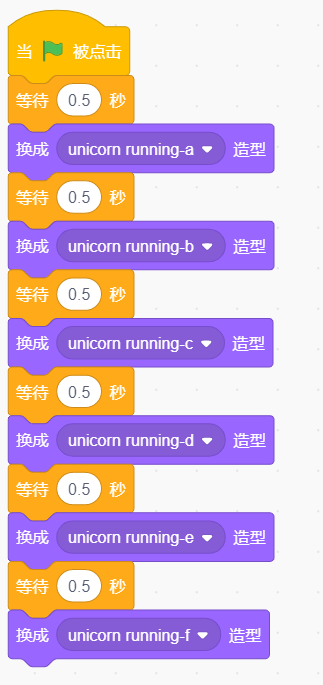 当 被点击
等待 0.5 秒
换成 unicorn running-a 造型
等待 0.5 秒
换成 unicorn running-b 造型
等待 0.5 秒
换成 unicorn running-c 造型
等待 0.5 秒
换成 unicorn running-d 造型
等待 0.5 秒
换成 unicorn running-e 造型
等待 0.5 秒
换成 unicorn running-f 造型